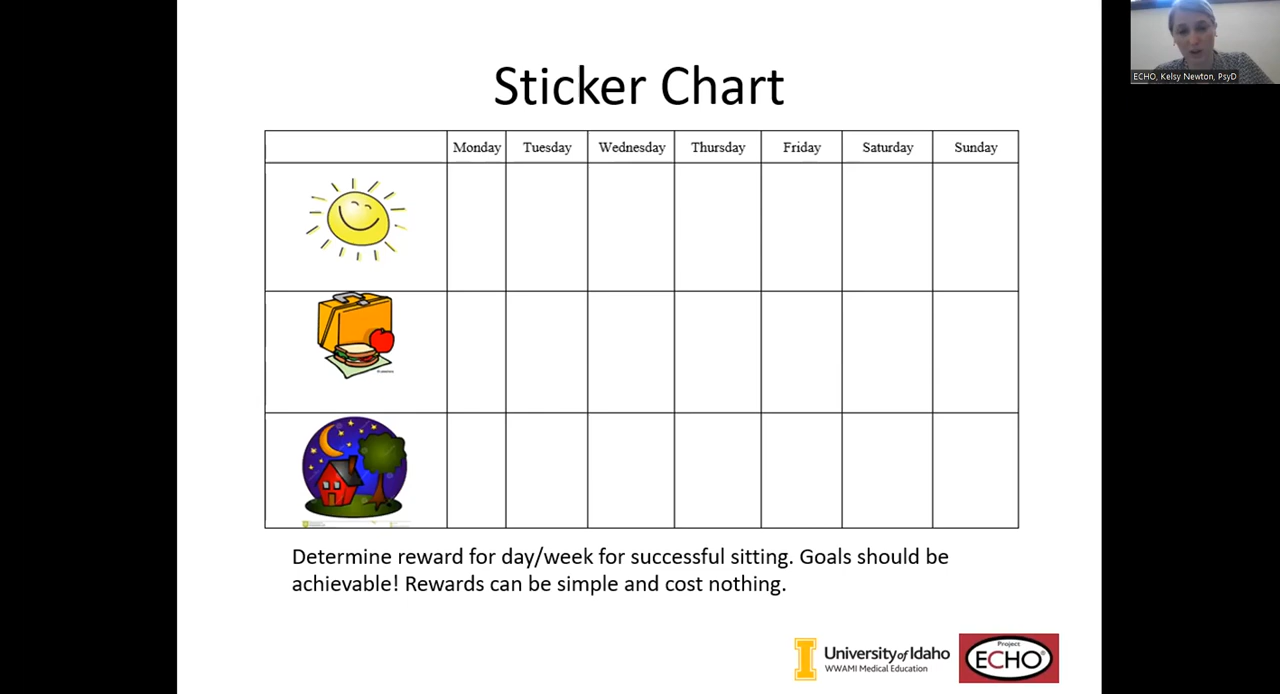 ECHO, Kelsy Newton, PsyD
Sticker Chart
Monday Tuesday Wednesday Thursday Friday Saturday Sunday
Determine reward for day/week for successful sitting. Goals should be
achievable! Rewards can be simple and cost nothing.
University of Idaho
WWAMI Medical Education
Project
ECHO®